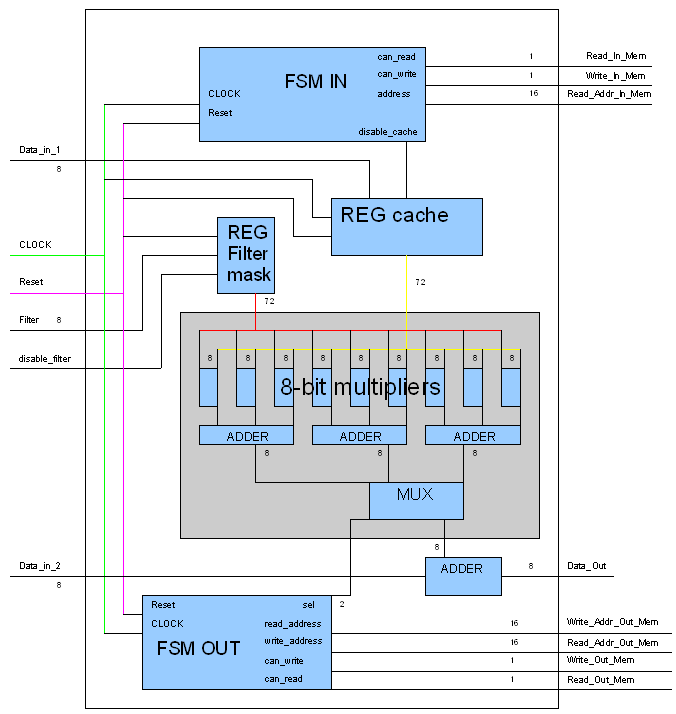 can_read 1 Read_In_Mem
FSM IN can_write 1 Write_In_Mem
CLOCK address 16 Read_Addr_In_Mem
Reset
disable_cache
Data_in_1
8
REG cache
REG
Filter
mask
CLOCK
Reset 72
72
Filter 8
disable_filter
8 8 8 8 8 8 8 8 8
8-bit multipliers
ADDER ADDER ADDER
8 8 8
MUX
8
Data_in_2 ADDER 8 Data_Out
8
Reset sel 2
CLOCK read_address 16 Write_Addr_Out_Mem
FSM OUT write_address 16 Read_Addr_Out_Mem
can_write 1 Write_Out_Mem
can_read 1 Read_Out_Mem